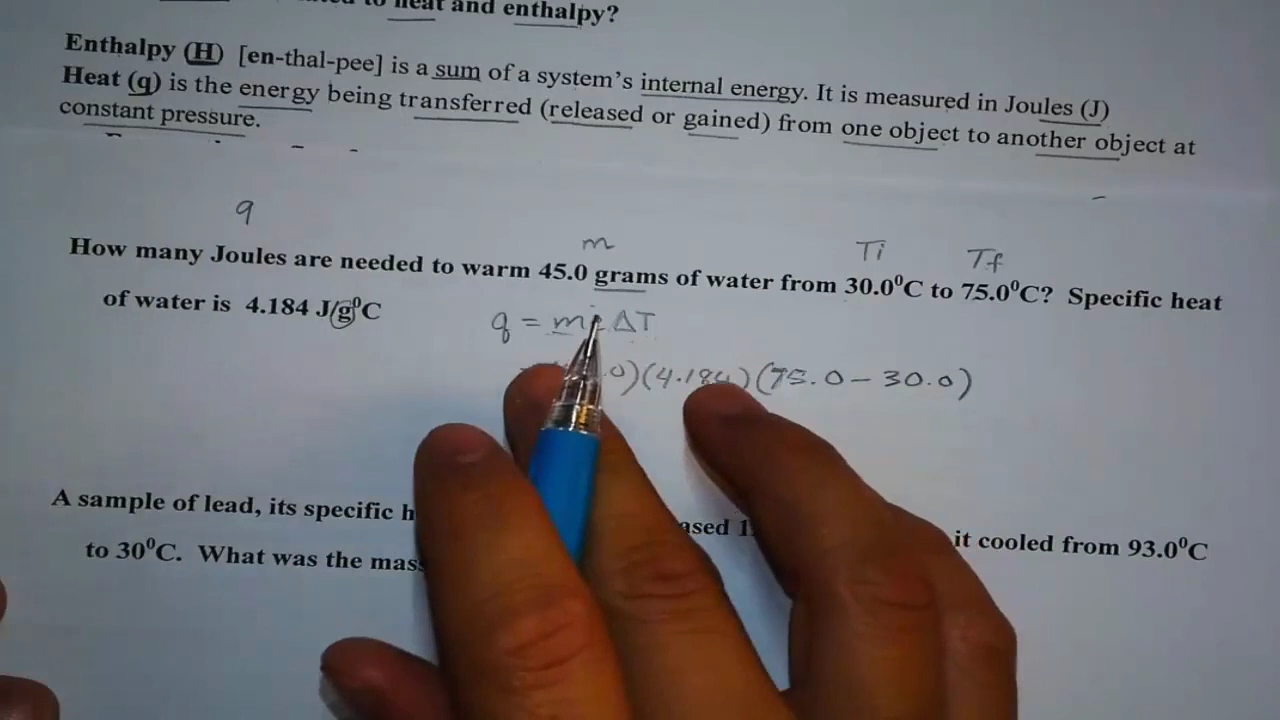 heat and enthalpy?
Enthalpy (H) [en-thal-pee] is a sum of a system's internal energy. It is measured in Joules (J)
Heat (q) is the energy being transferred (released or gained) from one object to another object at
constant pressure.
q m Ti Tf
How many Joules are needed to warm 45.0 grams of water from 30.0⁰C to 75.0⁰C? Specific heat
of water is 4.184 J/g⁰C
q = m ΔT
.0)(4.184)(75.0 - 30.0)
A sample of lead, its specific it cooled from 93.0⁰C
to 30⁰C. What was the